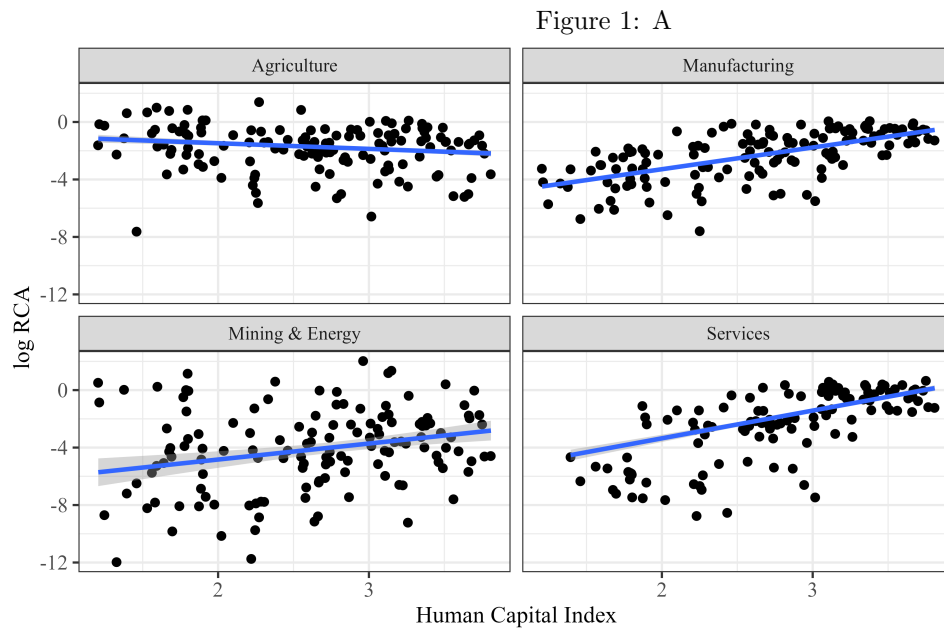 Figure 1: A
Agriculture
Manufacturing
0
-4
-8
-12
Mining & Energy
Services
0
-4
-8
-12
2
3
2
3
log RCA
Human Capital Index